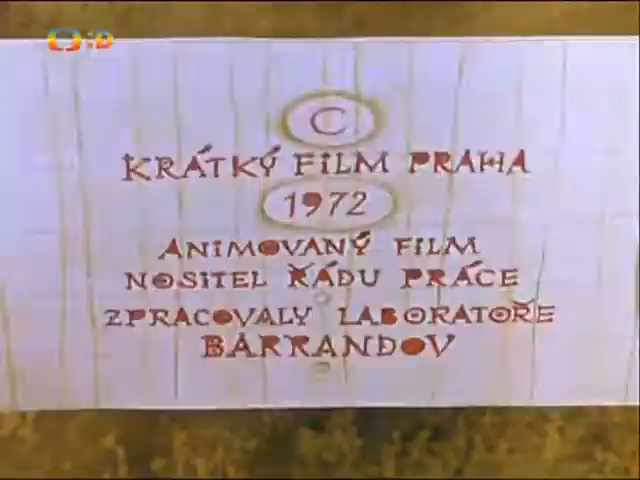 :D
C
KRÁTKÝ FILM PRAHA
1972
ANIMOVANÝ FILM
NOSITEL ŘÁDU PRÁCE
ZPRACOVALY LABORATOŘE
BARRANDOV